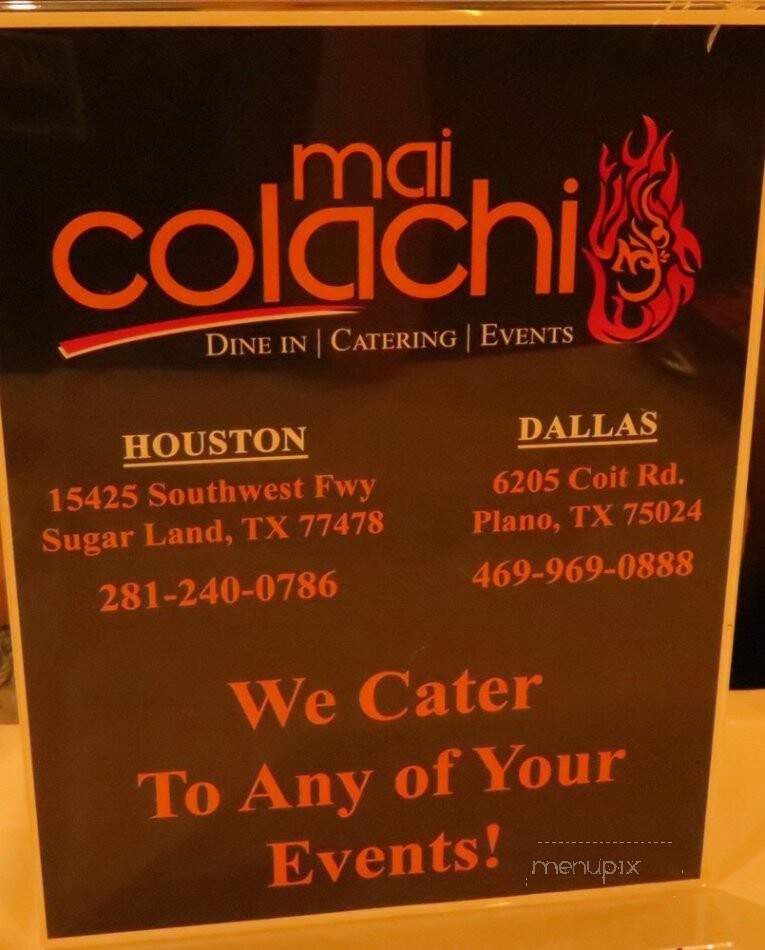 mai
colachi
DINE IN | CATERING | EVENTS
HOUSTON
15425 Southwest Fwy
Sugar Land, TX 77478
281-240-0786
DALLAS
6205 Coit Rd.
Plano, TX 75024
469-969-0888
We Cater
To Any of Your
Events!
menupix